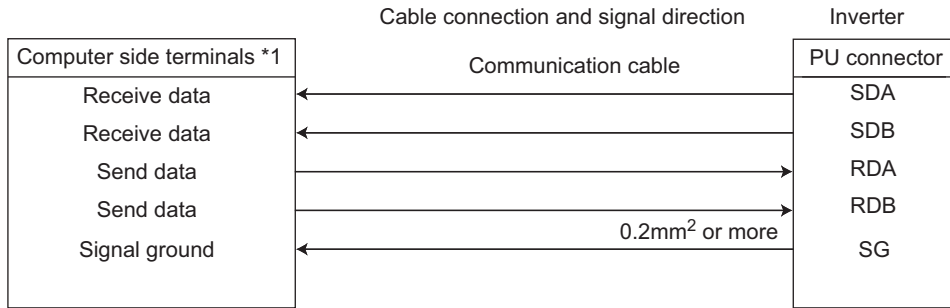 Cable connection and signal direction Inverter
Computer side terminals *1 Communication cable PU connector
Receive data SDA
Receive data SDB
Send data RDA
Send data RDB
0.2mm² or more
Signal ground SG